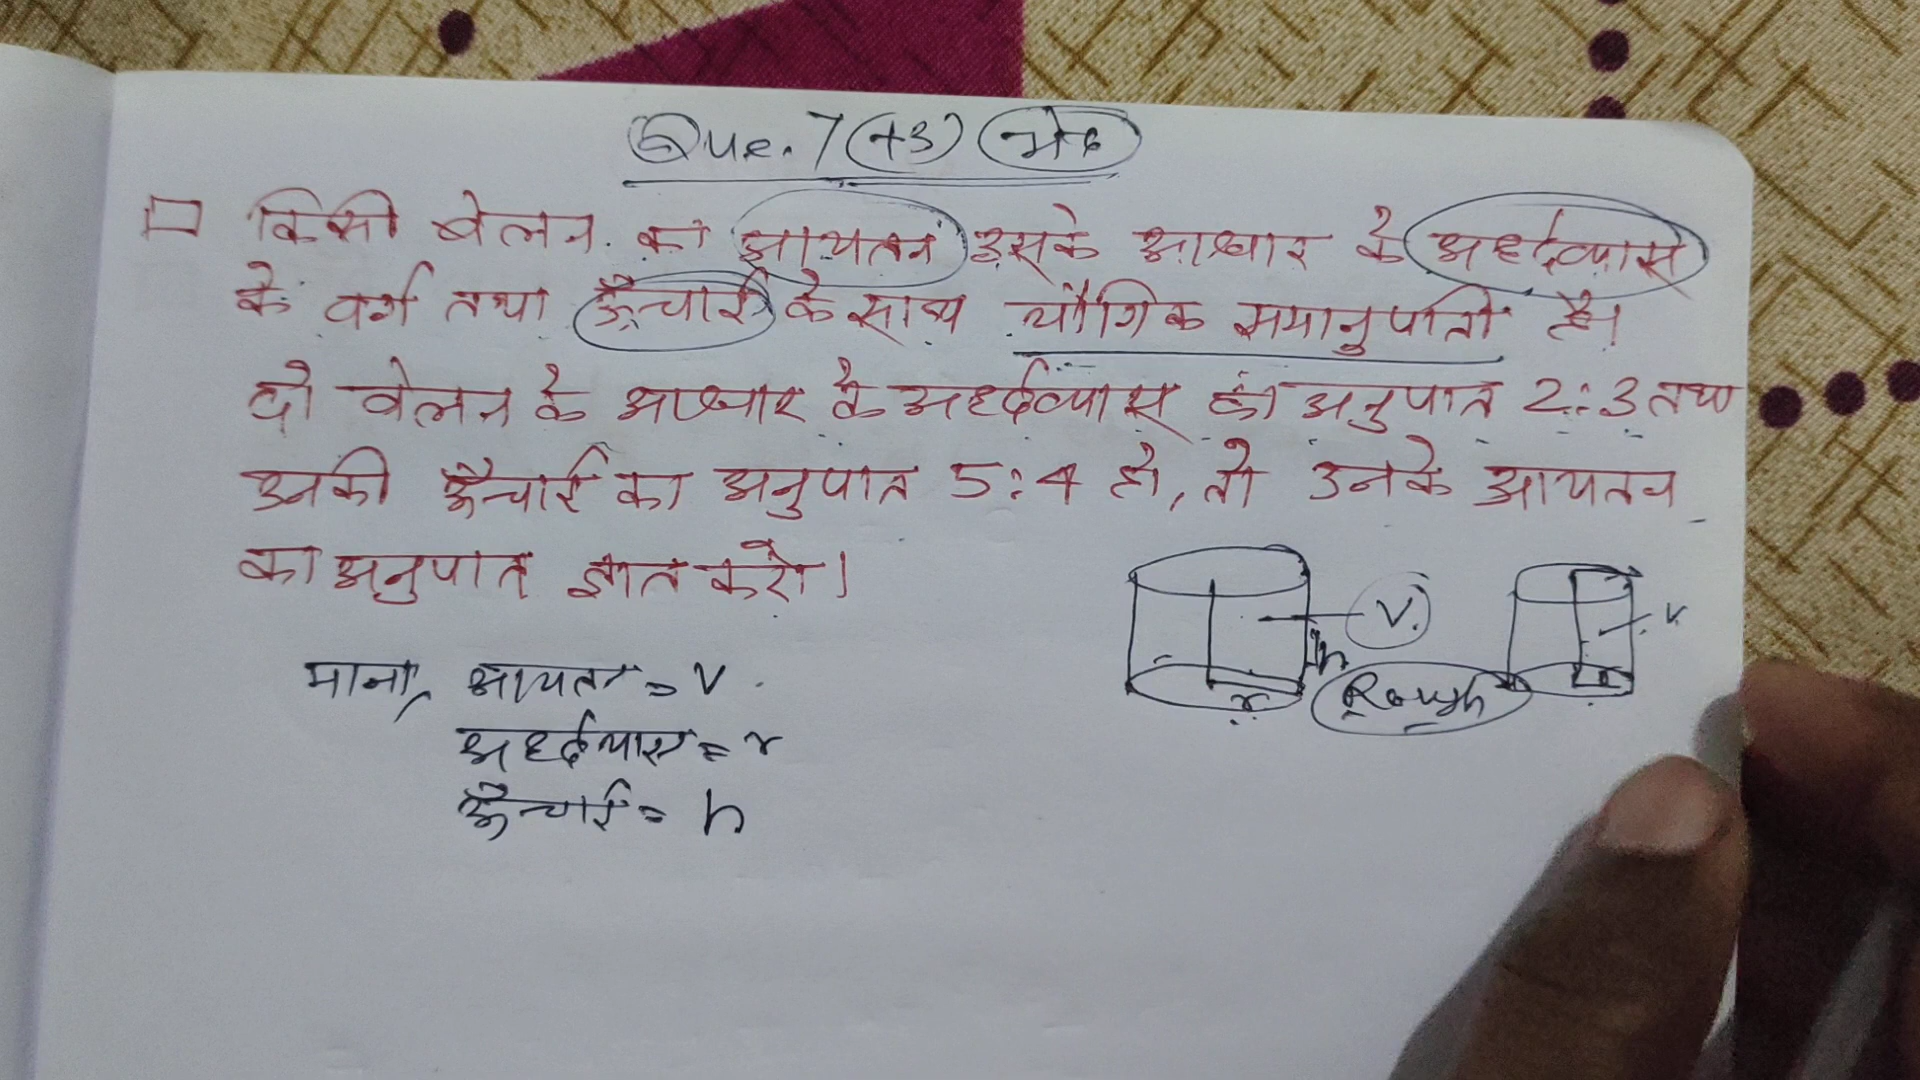 Que. 7 (+3)
□ किसी बेलन का आयतन उसके आधार के अर्द्धव्यास
के वर्ग तथा ऊँचाई के साथ यौगिक समानुपाती है।
दो बेलन के आधार के अर्द्धव्यास का अनुपात 2:3 तथा
उनकी ऊँचाई का अनुपात 5:4 हो, तो उनके आयतन
का अनुपात ज्ञात करो।
V. V
h
r Rough
माना, आयतन = V
अर्द्धव्यास = r
ऊँचाई = h